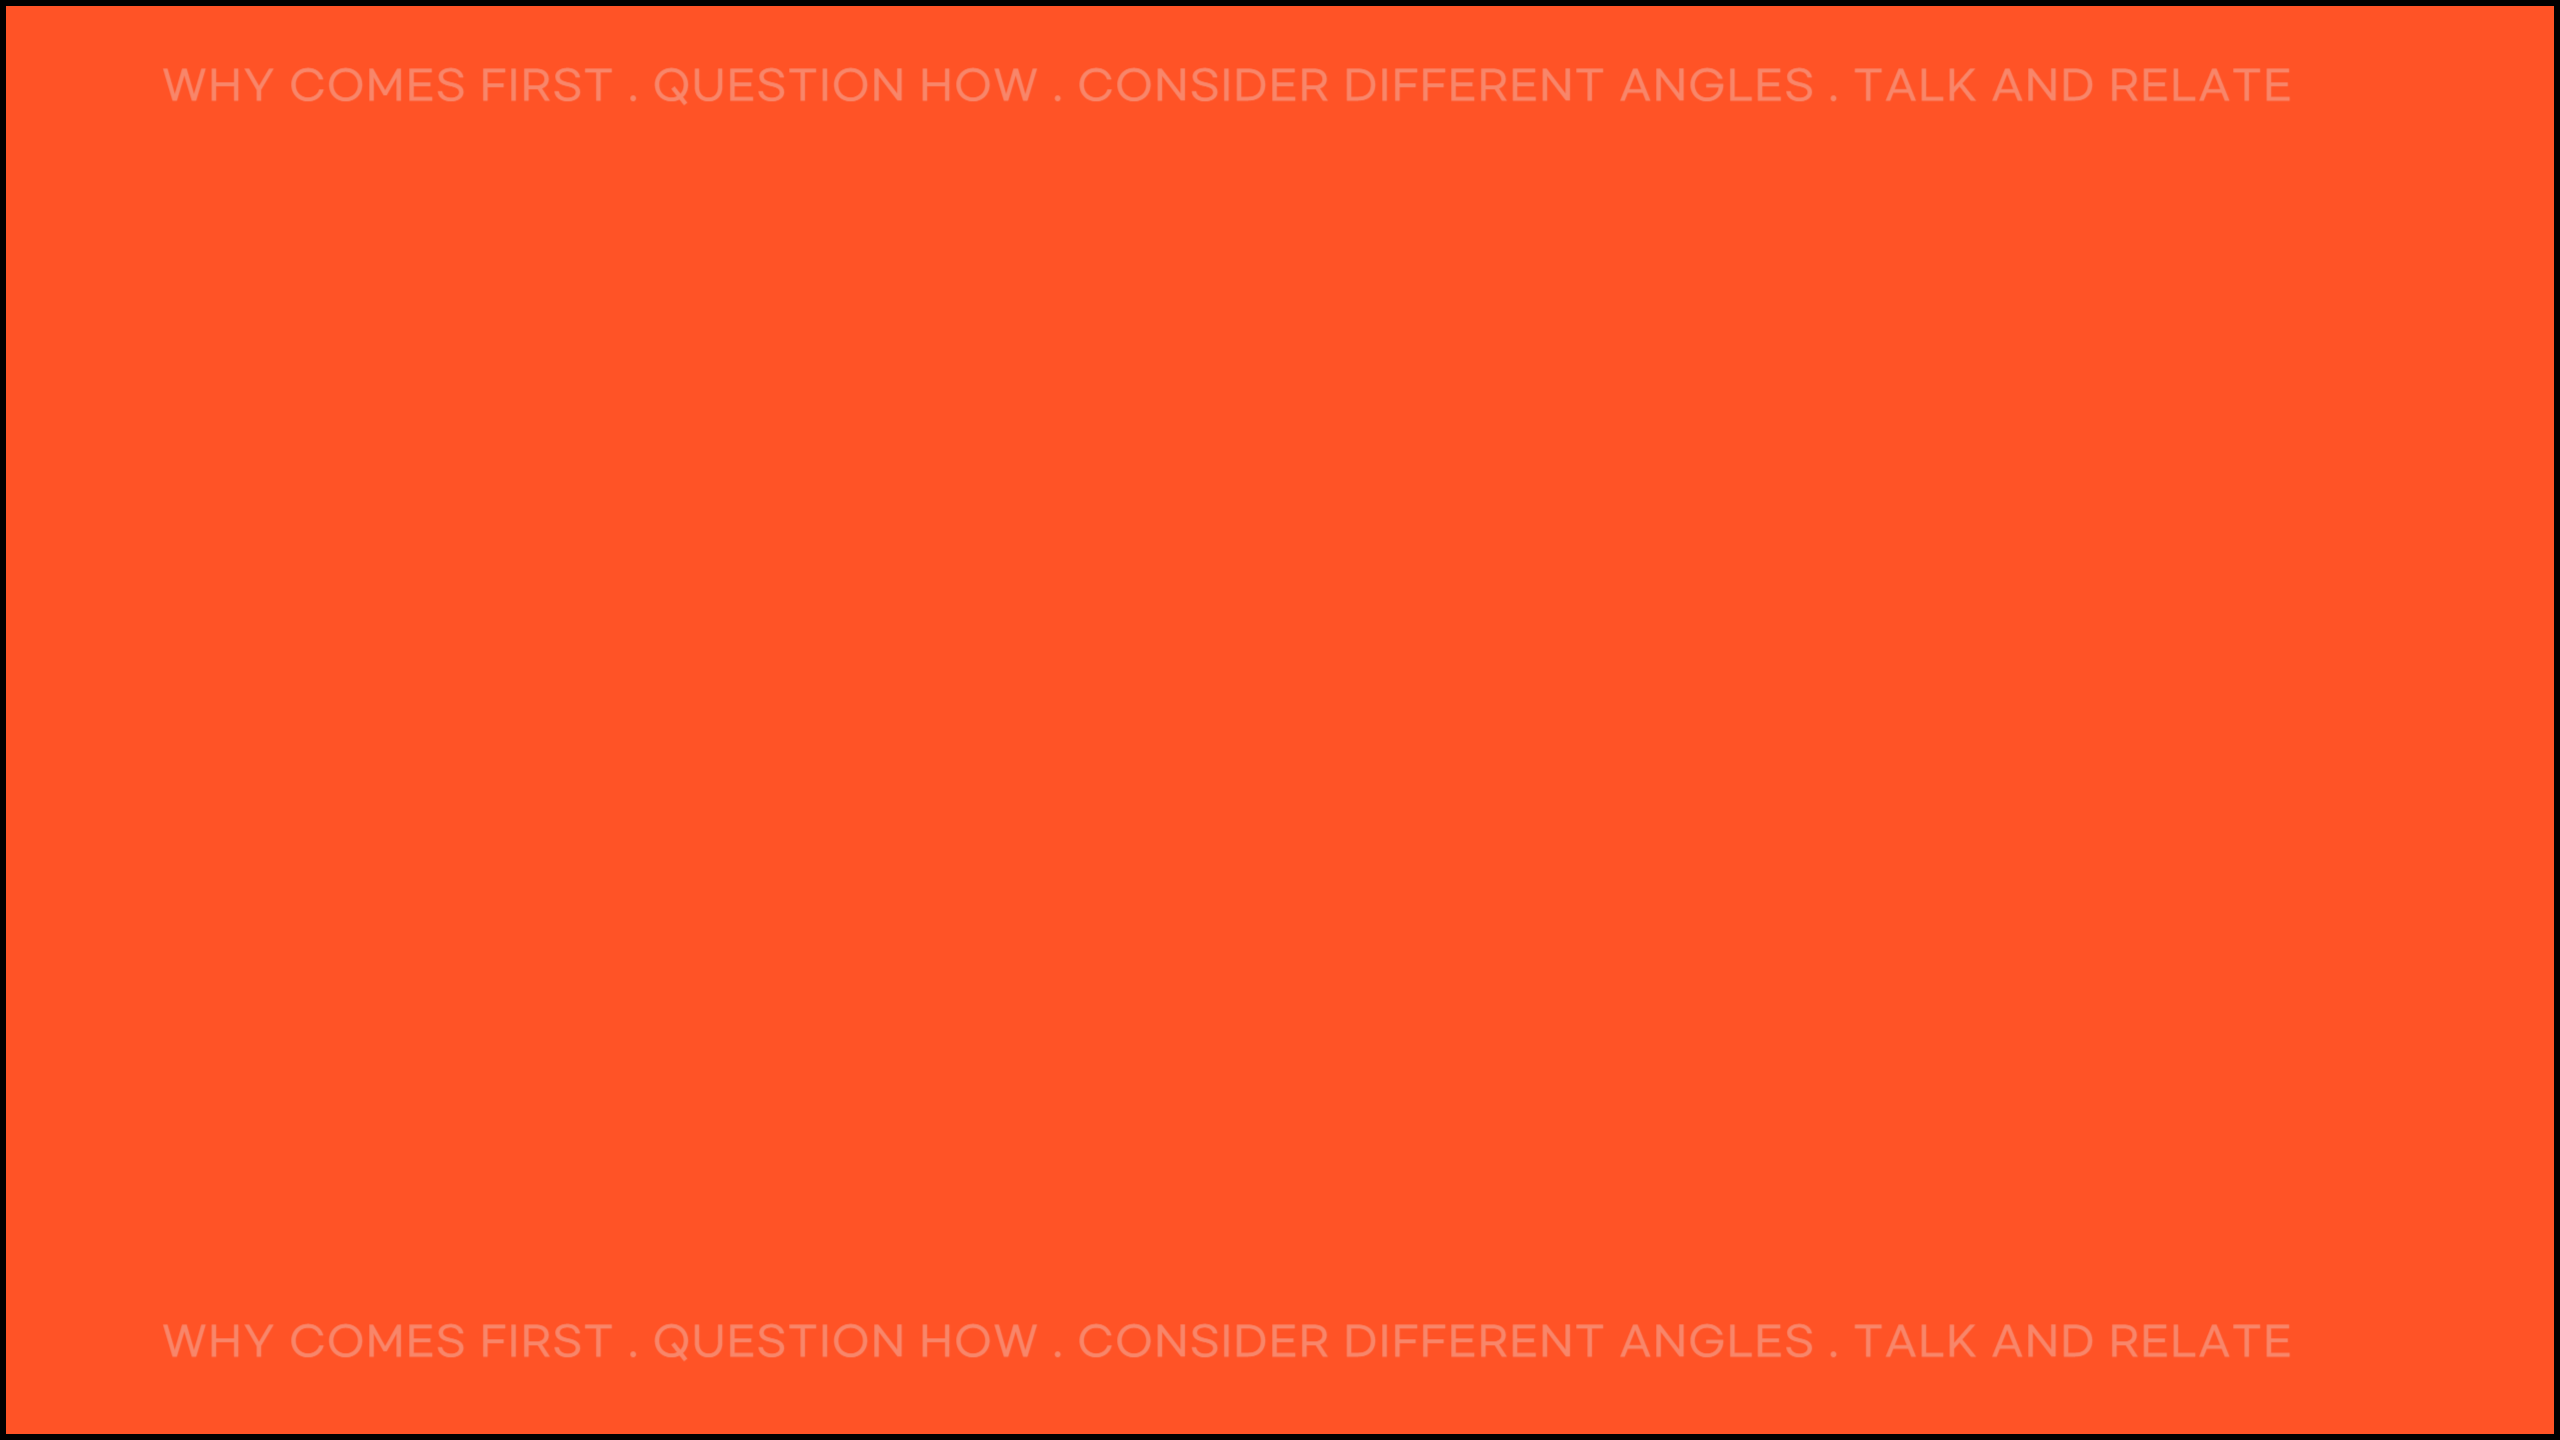 WHY COMES FIRST . QUESTION HOW . CONSIDER DIFFERENT ANGLES . TALK AND RELATE
WHY COMES FIRST . QUESTION HOW . CONSIDER DIFFERENT ANGLES . TALK AND RELATE